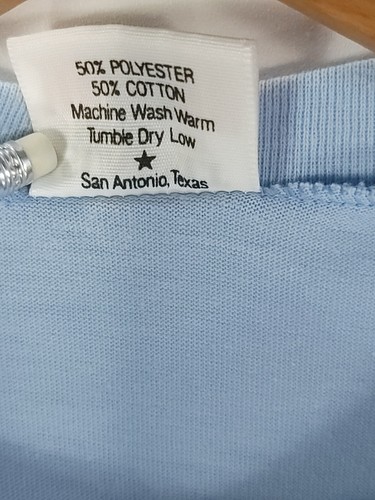 50% POLYESTER
50% COTTON
Machine Wash Warm
Tumble Dry Low
★
San Antonio, Texas